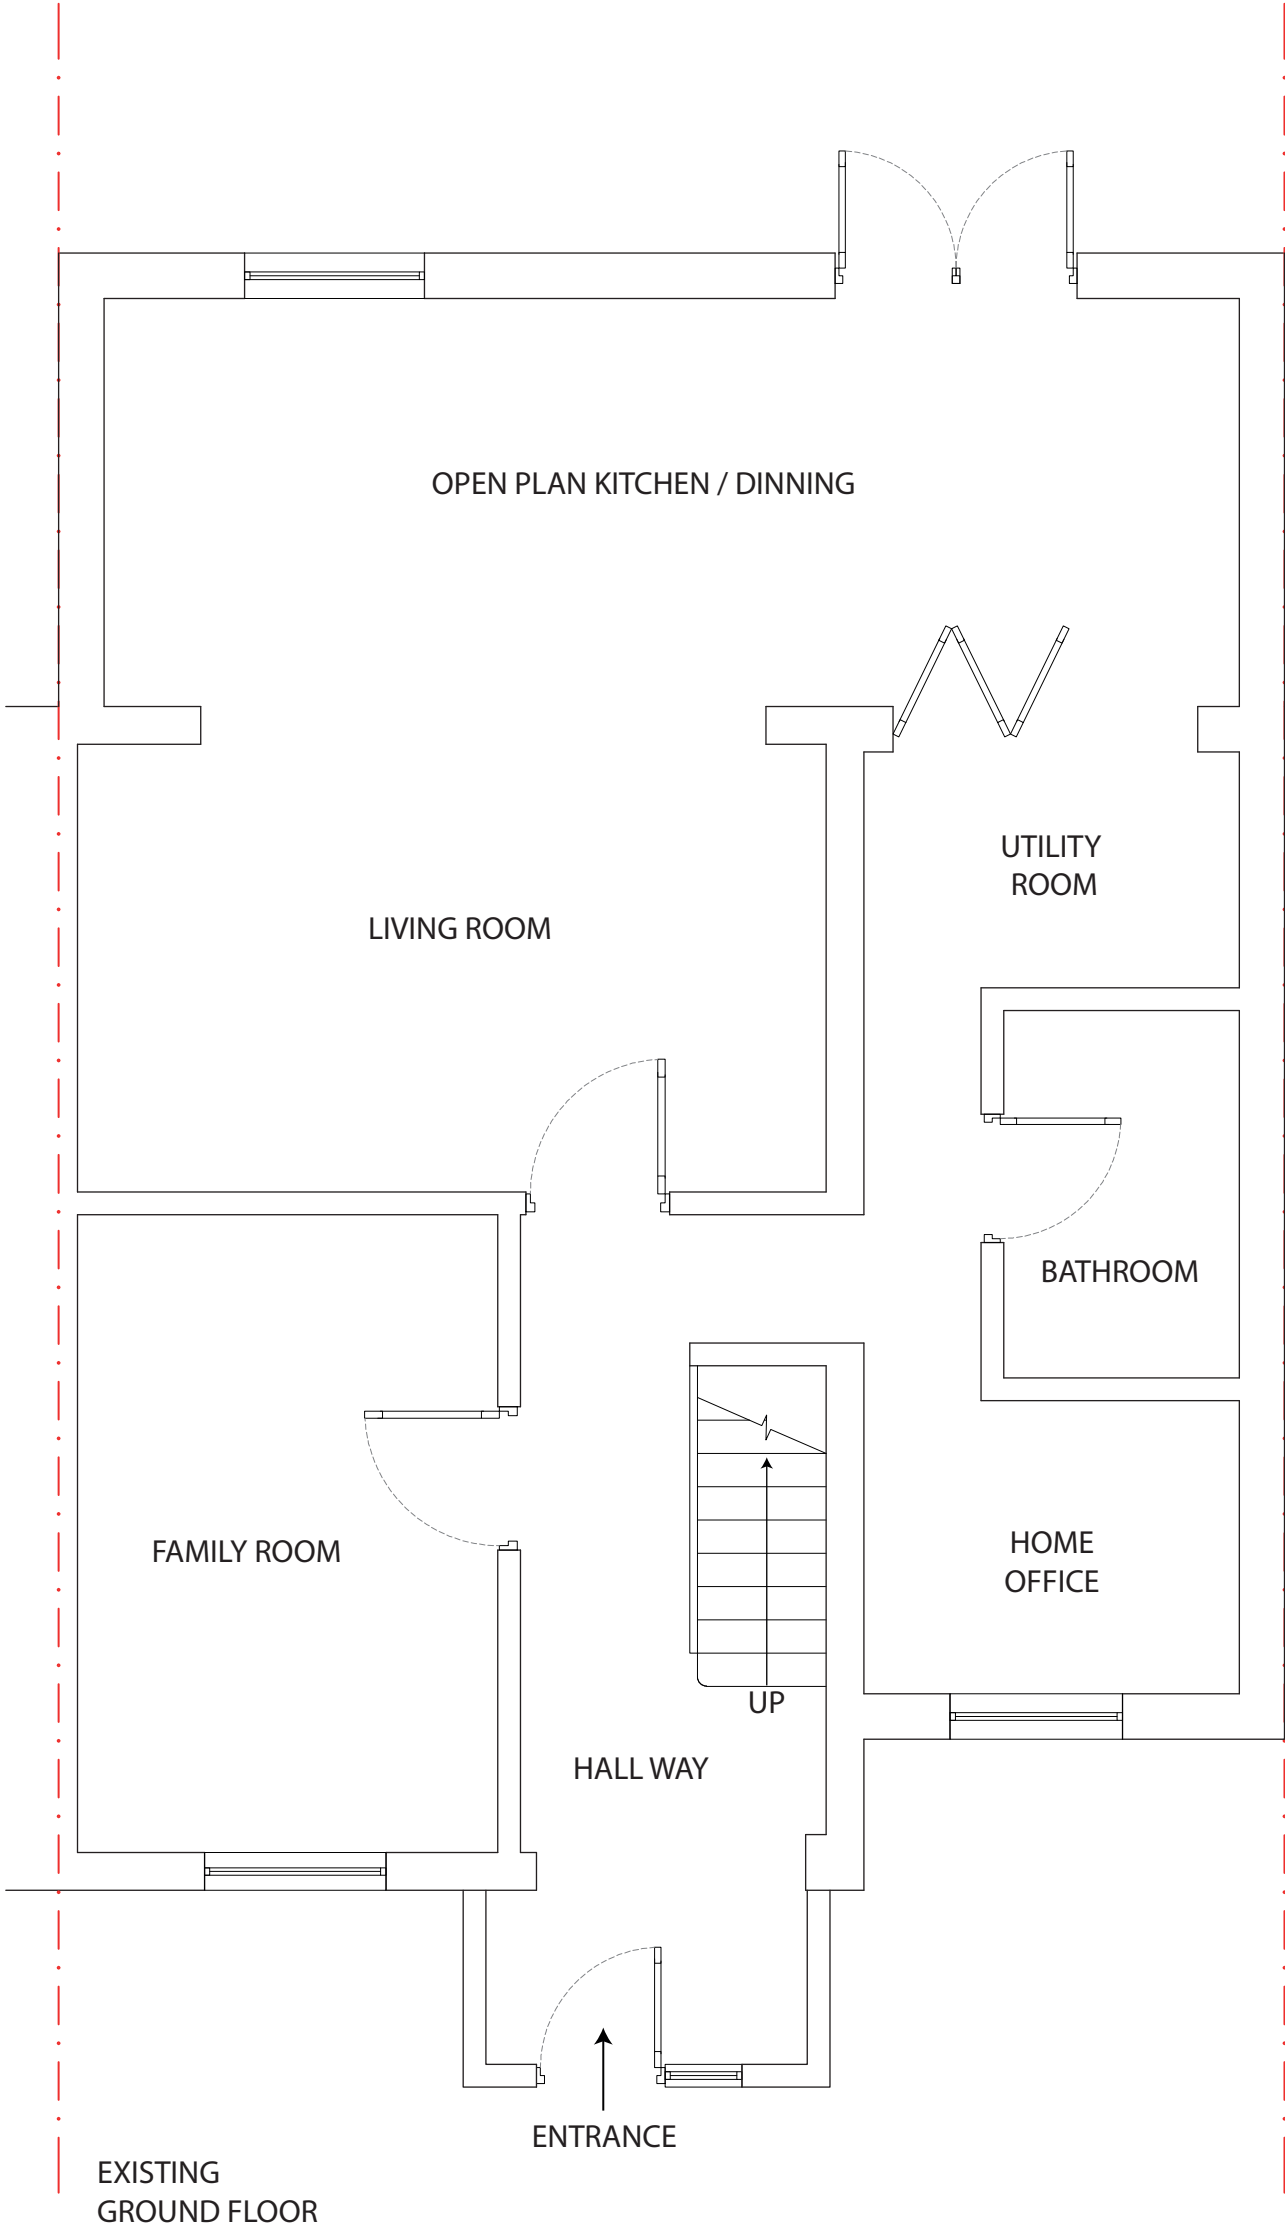 OPEN PLAN KITCHEN / DINNING
UTILITY
ROOM
LIVING ROOM
BATHROOM
FAMILY ROOM
HOME
OFFICE
UP
HALL WAY
ENTRANCE
EXISTING
GROUND FLOOR